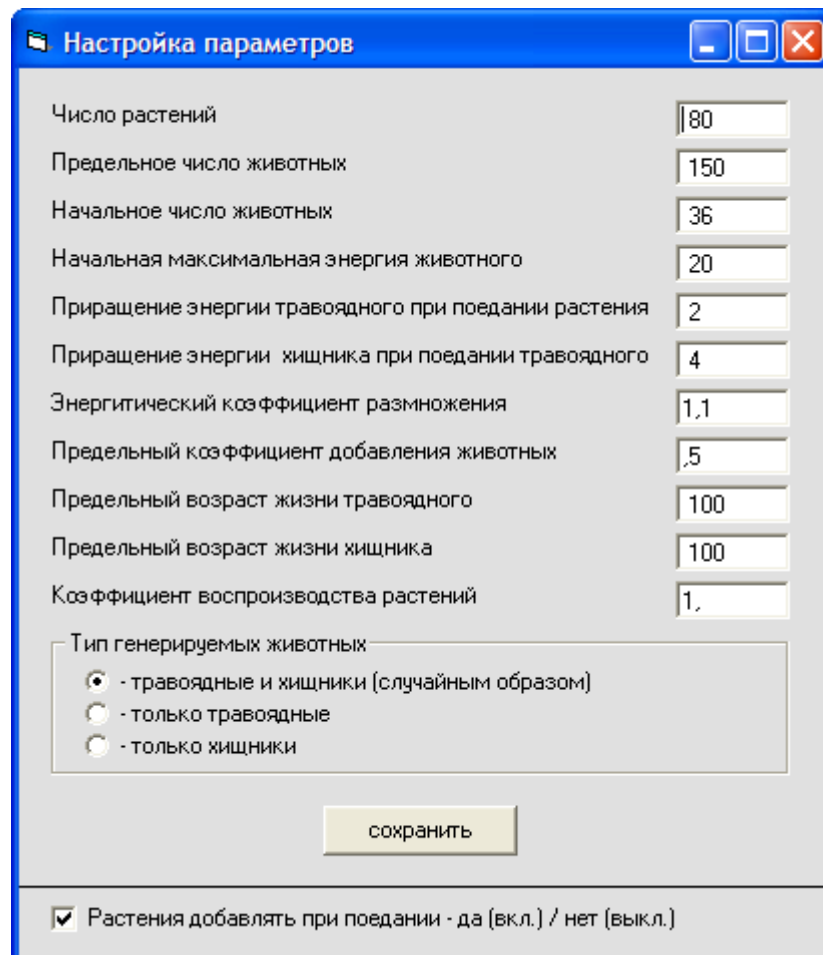 Настройка параметров
Число растений 80
Предельное число животных 150
Начальное число животных 36
Начальная максимальная энергия животного 20
Приращение энергии травоядного при поедании растения 2
Приращение энергии хищника при поедании травоядного 4
Энергитический коэффициент размножения 1,1
Предельный коэффициент добавления животных ,5
Предельный возраст жизни травоядного 100
Предельный возраст жизни хищника 100
Коэффициент воспроизводства растений 1,
Тип генерируемых животных
- травоядные и хищники (случайным образом)
- только травоядные
- только хищники
сохранить
Растения добавлять при поедании - да (вкл.) / нет (выкл.)